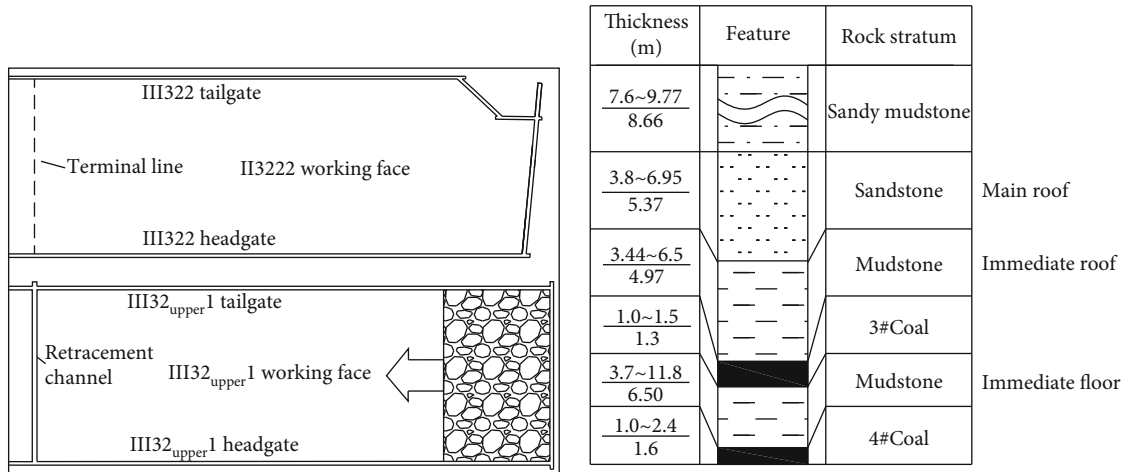 III322 tailgate
Terminal line
II3222 working face
III322 headgate
III32upper1 tailgate
Retracement
channel
III32upper1 working face
III32upper1 headgate
Thickness
(m)
Feature
Rock stratum
7.6~9.77
8.66
Sandy mudstone
3.8~6.95
5.37
Sandstone
Main roof
3.44~6.5
4.97
Mudstone
Immediate roof
1.0~1.5
1.3
3#Coal
3.7~11.8
6.50
Mudstone
Immediate floor
1.0~2.4
1.6
4#Coal